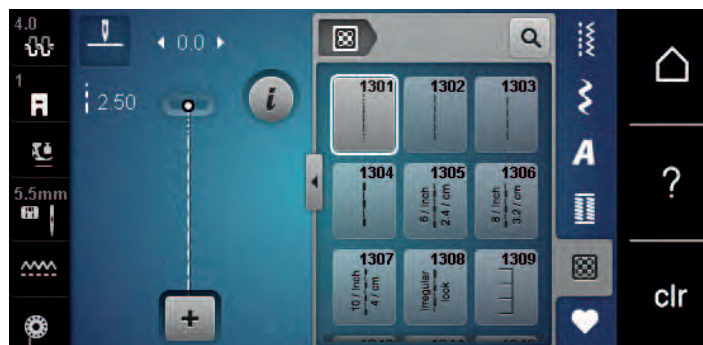 4.0
0.0
1
2.50
i
5.5mm
+
1301
1302
1303
1304
1305
6 / Inch
2.4 / cm
1306
8 / Inch
3.2 / cm
1307
10 / Inch
4 / cm
1308
irregular
look
1309
A
?
clr